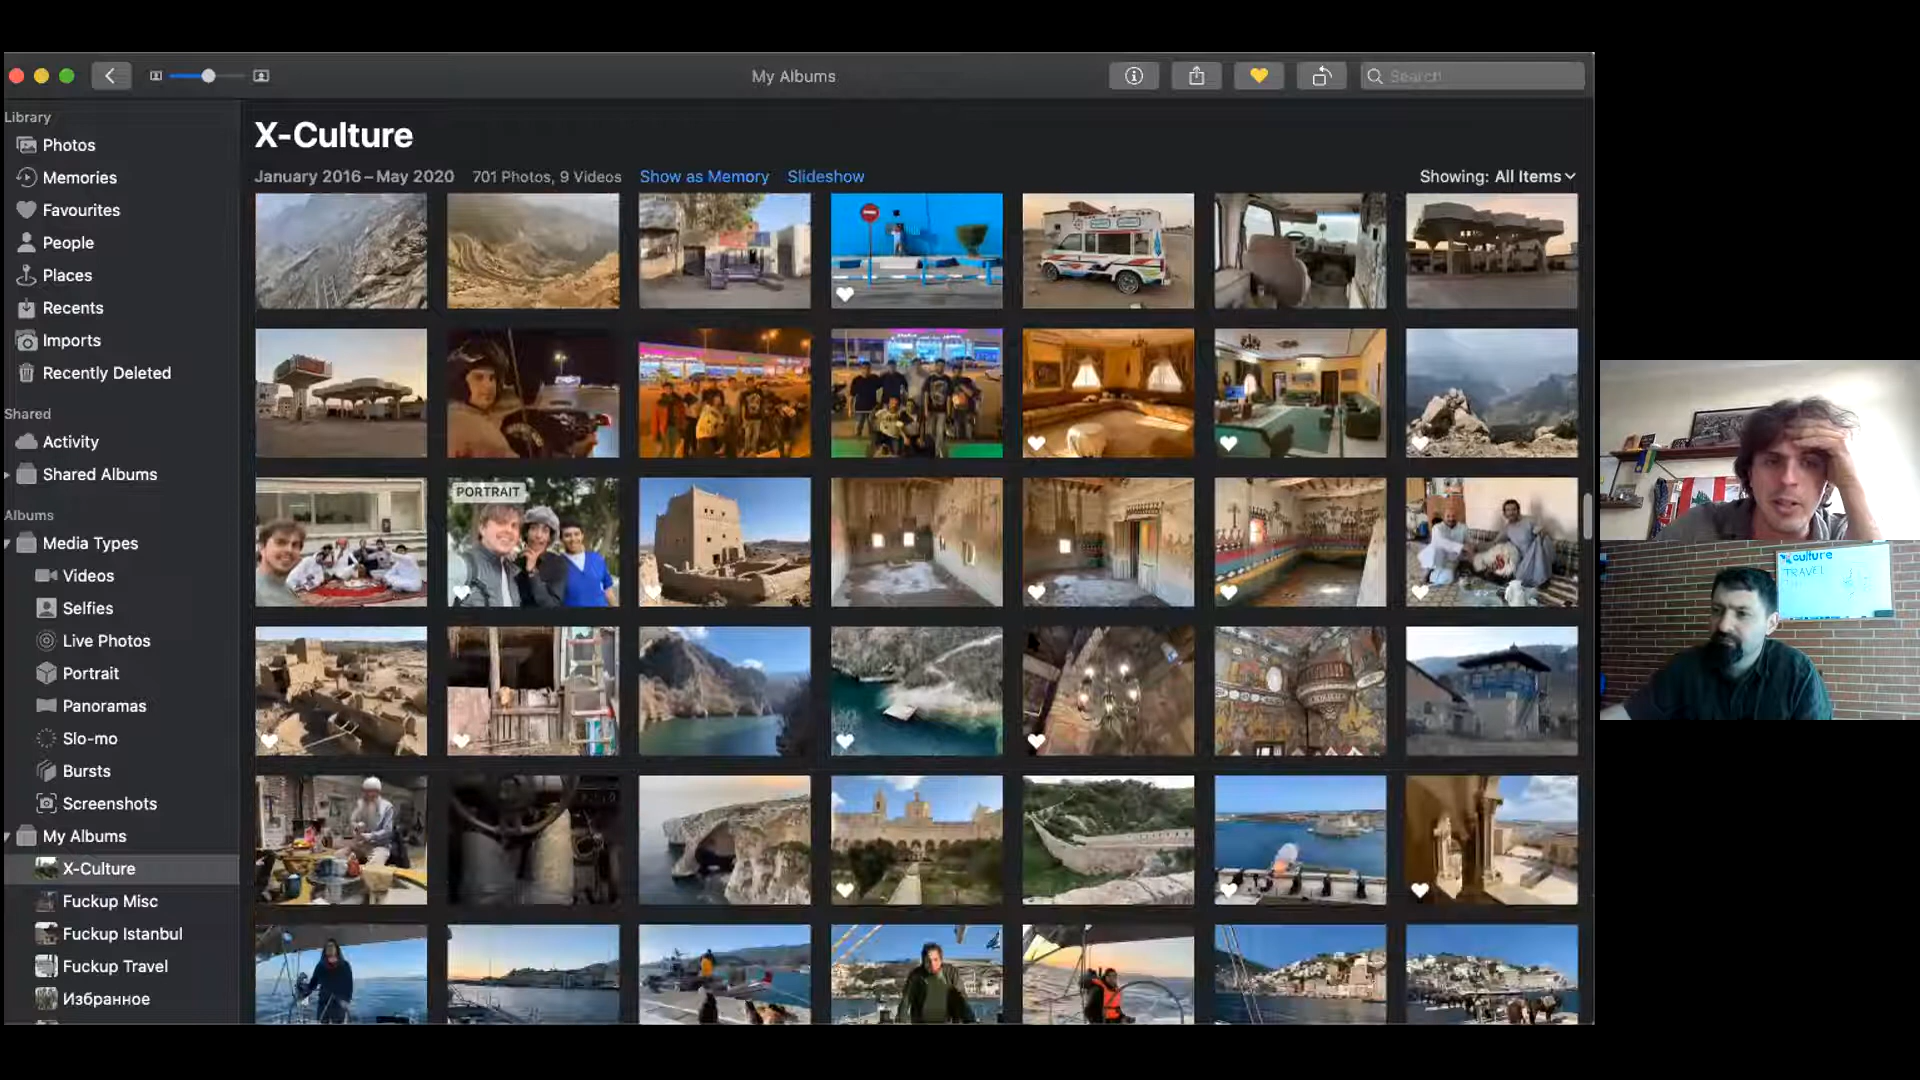 My Albums
Search
Library
Photos
Memories
Favourites
People
Places
Recents
Imports
Recently Deleted
Shared
Activity
Shared Albums
Albums
Media Types
Videos
Selfies
Live Photos
Portrait
Panoramas
Slo-mo
Bursts
Screenshots
My Albums
X-Culture
Fuckup Misc
Fuckup Istanbul
Fuckup Travel
Избранное
X-Culture
January 2016 – May 2020 701 Photos, 9 Videos Show as Memory Slideshow
Showing: All Items
PORTRAIT
culture
TRAVEL